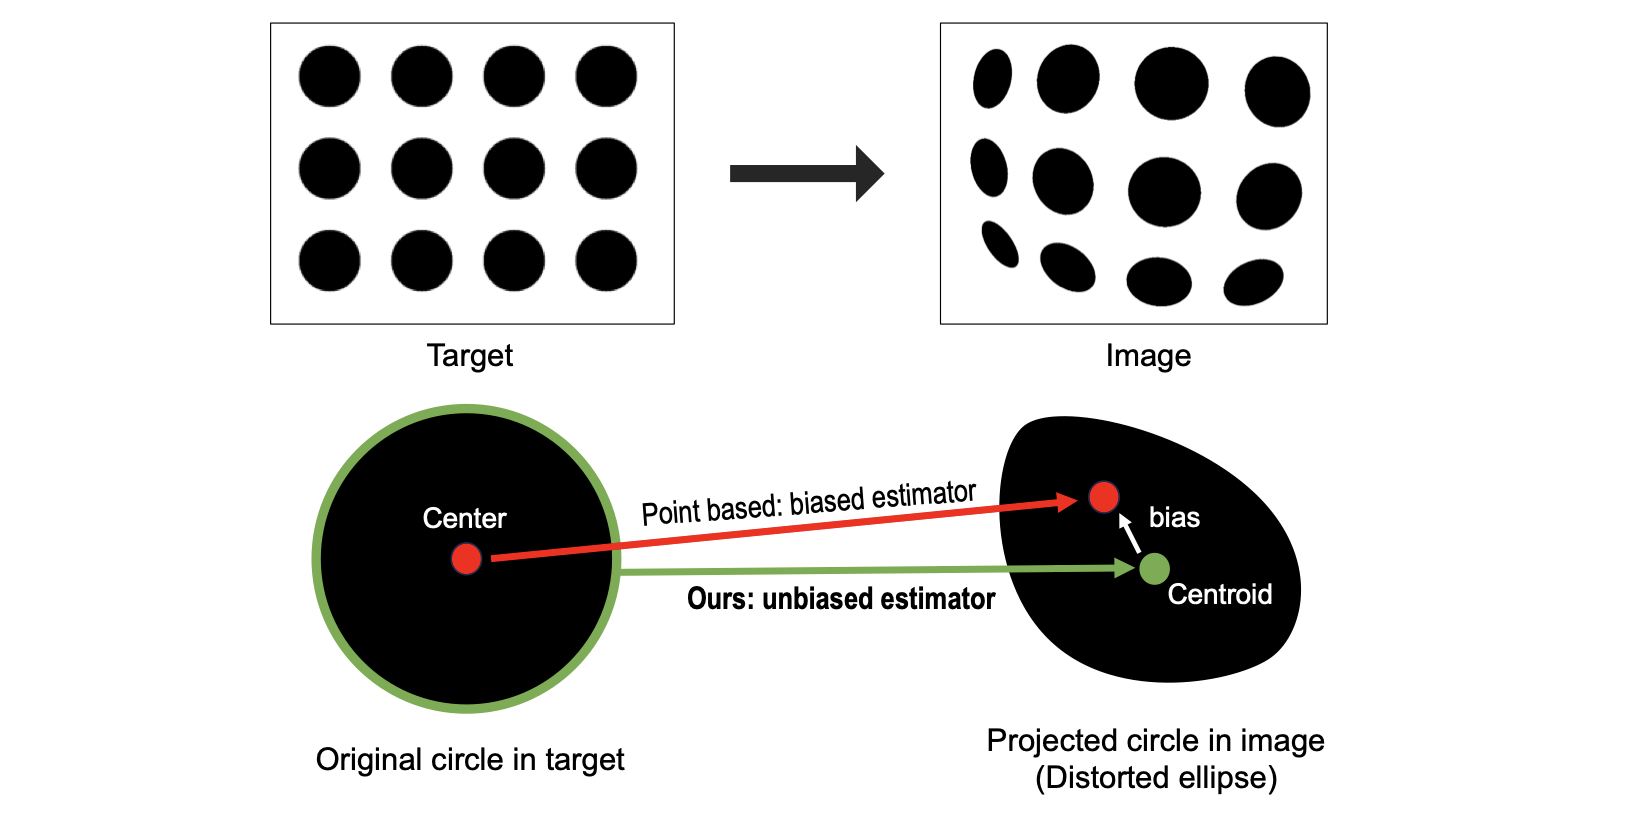 Target
Image
Center
Point based: biased estimator
bias
Ours: unbiased estimator
Centroid
Original circle in target
Projected circle in image
(Distorted ellipse)